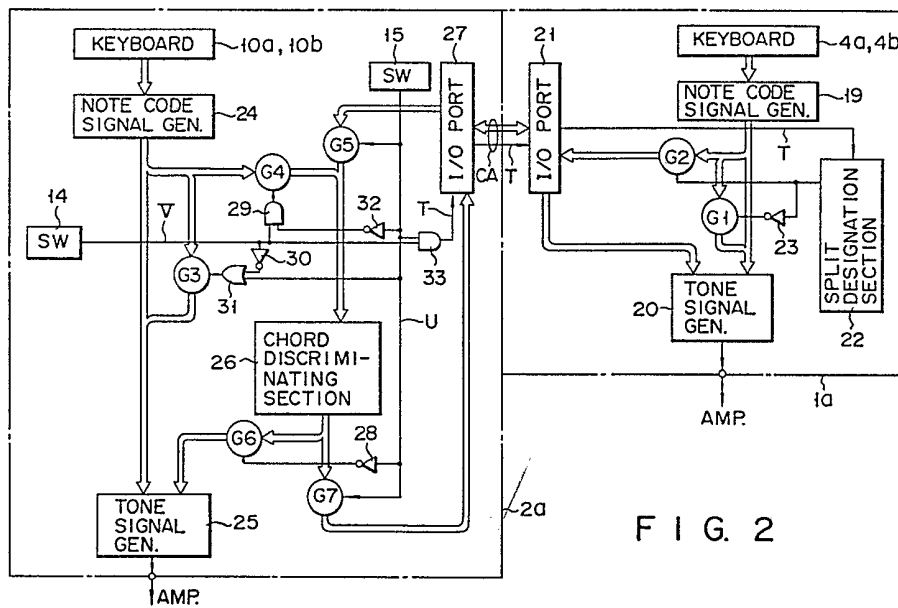 KEYBOARD
10a, 10b
NOTE CODE
SIGNAL GEN.
24
14
SW
V
G3
G4
29
30
31
15
SW
G5
32
33
T
U
27
I/O PORT
CA
T
26
CHORD
DISCRIMI-
NATING
SECTION
G6
28
G7
TONE
SIGNAL
GEN.
25
AMP.
2a
21
I/O PORT
KEYBOARD
4a, 4b
NOTE CODE
SIGNAL GEN.
19
T
G2
G1
23
TONE
SIGNAL
GEN.
20
SPLIT
DESIGNATION
SECTION
22
AMP.
1a
FIG. 2